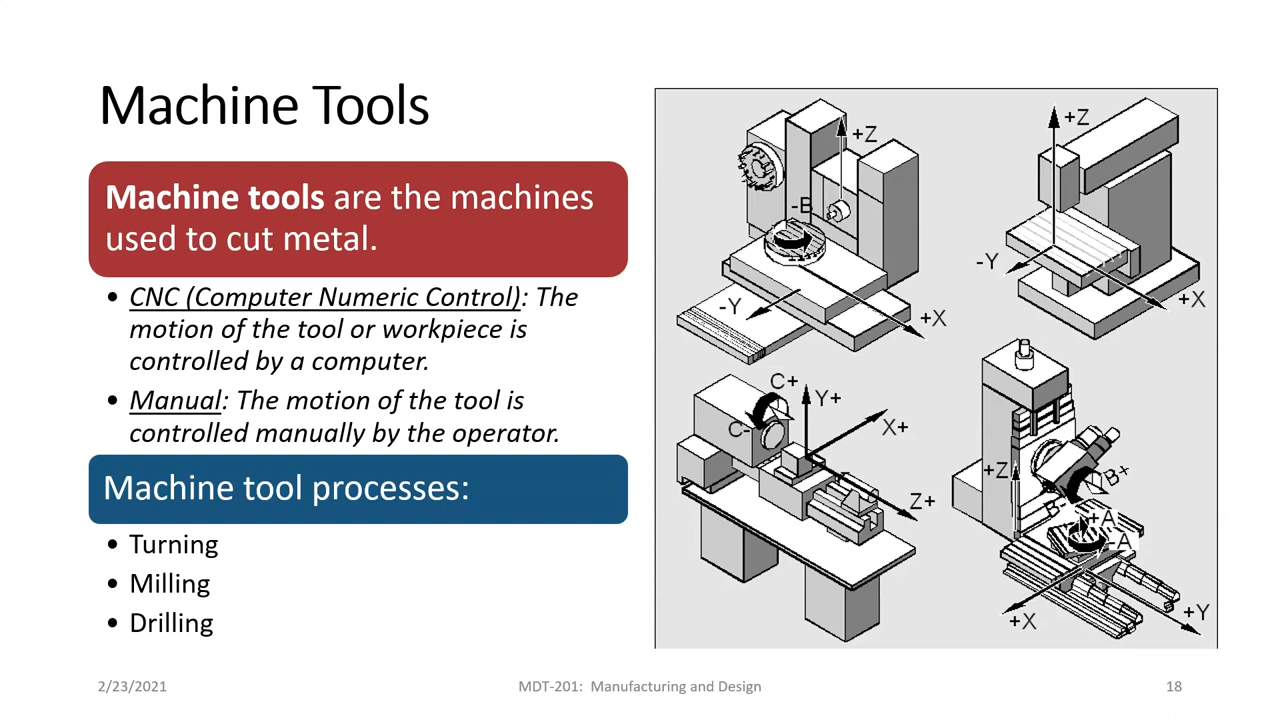 Machine Tools
Machine tools are the machines
used to cut metal.
• CNC (Computer Numeric Control): The
motion of the tool or workpiece is
controlled by a computer.
• Manual: The motion of the tool is
controlled manually by the operator.
Machine tool processes:
• Turning
• Milling
• Drilling
+Z
-B
-Y
+X
+Z
-Y
+X
C+
Y+
C-
X+
Z+
+Z
B+
B-
+A
-A
+X
+Y
2/23/2021
MDT-201: Manufacturing and Design
18